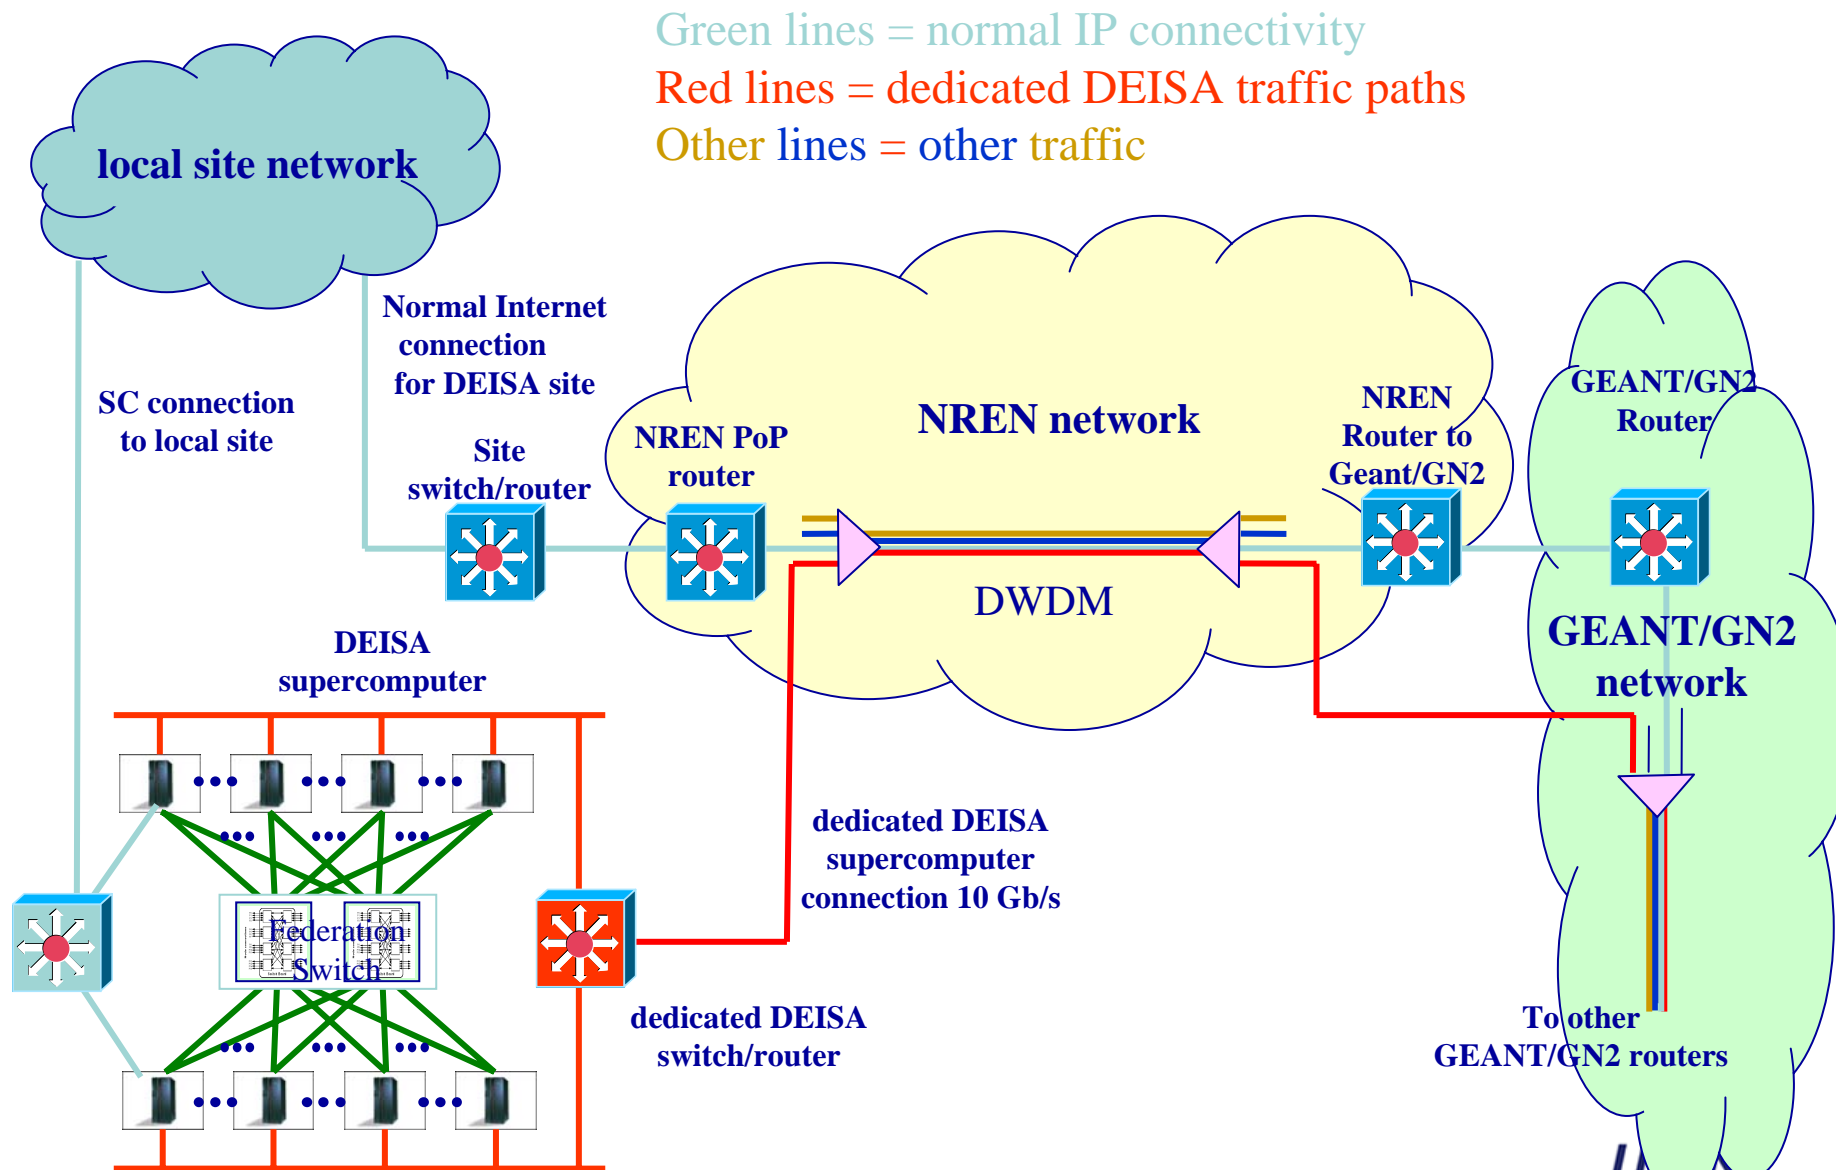 Green lines = normal IP connectivity
Red lines = dedicated DEISA traffic paths
Other lines = other traffic
local site network
Normal Internet
connection
for DEISA site
SC connection
to local site
Site
switch/router
NREN PoP
router
NREN network
NREN
Router to
Geant/GN2
GEANT/GN2
Router
DWDM
GEANT/GN2
network
DEISA
supercomputer
dedicated DEISA
supercomputer
connection 10 Gb/s
Federation
Switch
dedicated DEISA
switch/router
To other
GEANT/GN2 routers